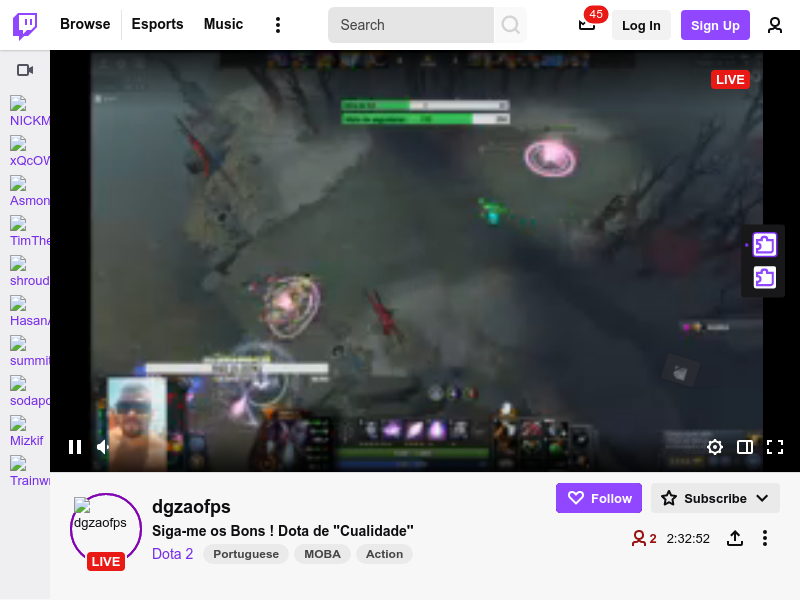 Browse
Esports
Music
Search
45
Log In
Sign Up
LIVE
NICKM
xQcOW
Asmon
TimThe
shroud
HasanA
summit
sodapo
Mizkif
Trainw
dgzaofps
LIVE
dgzaofps
Siga-me os Bons ! Dota de "Cualidade"
Dota 2
Portuguese
MOBA
Action
Follow
Subscribe
2
2:32:52